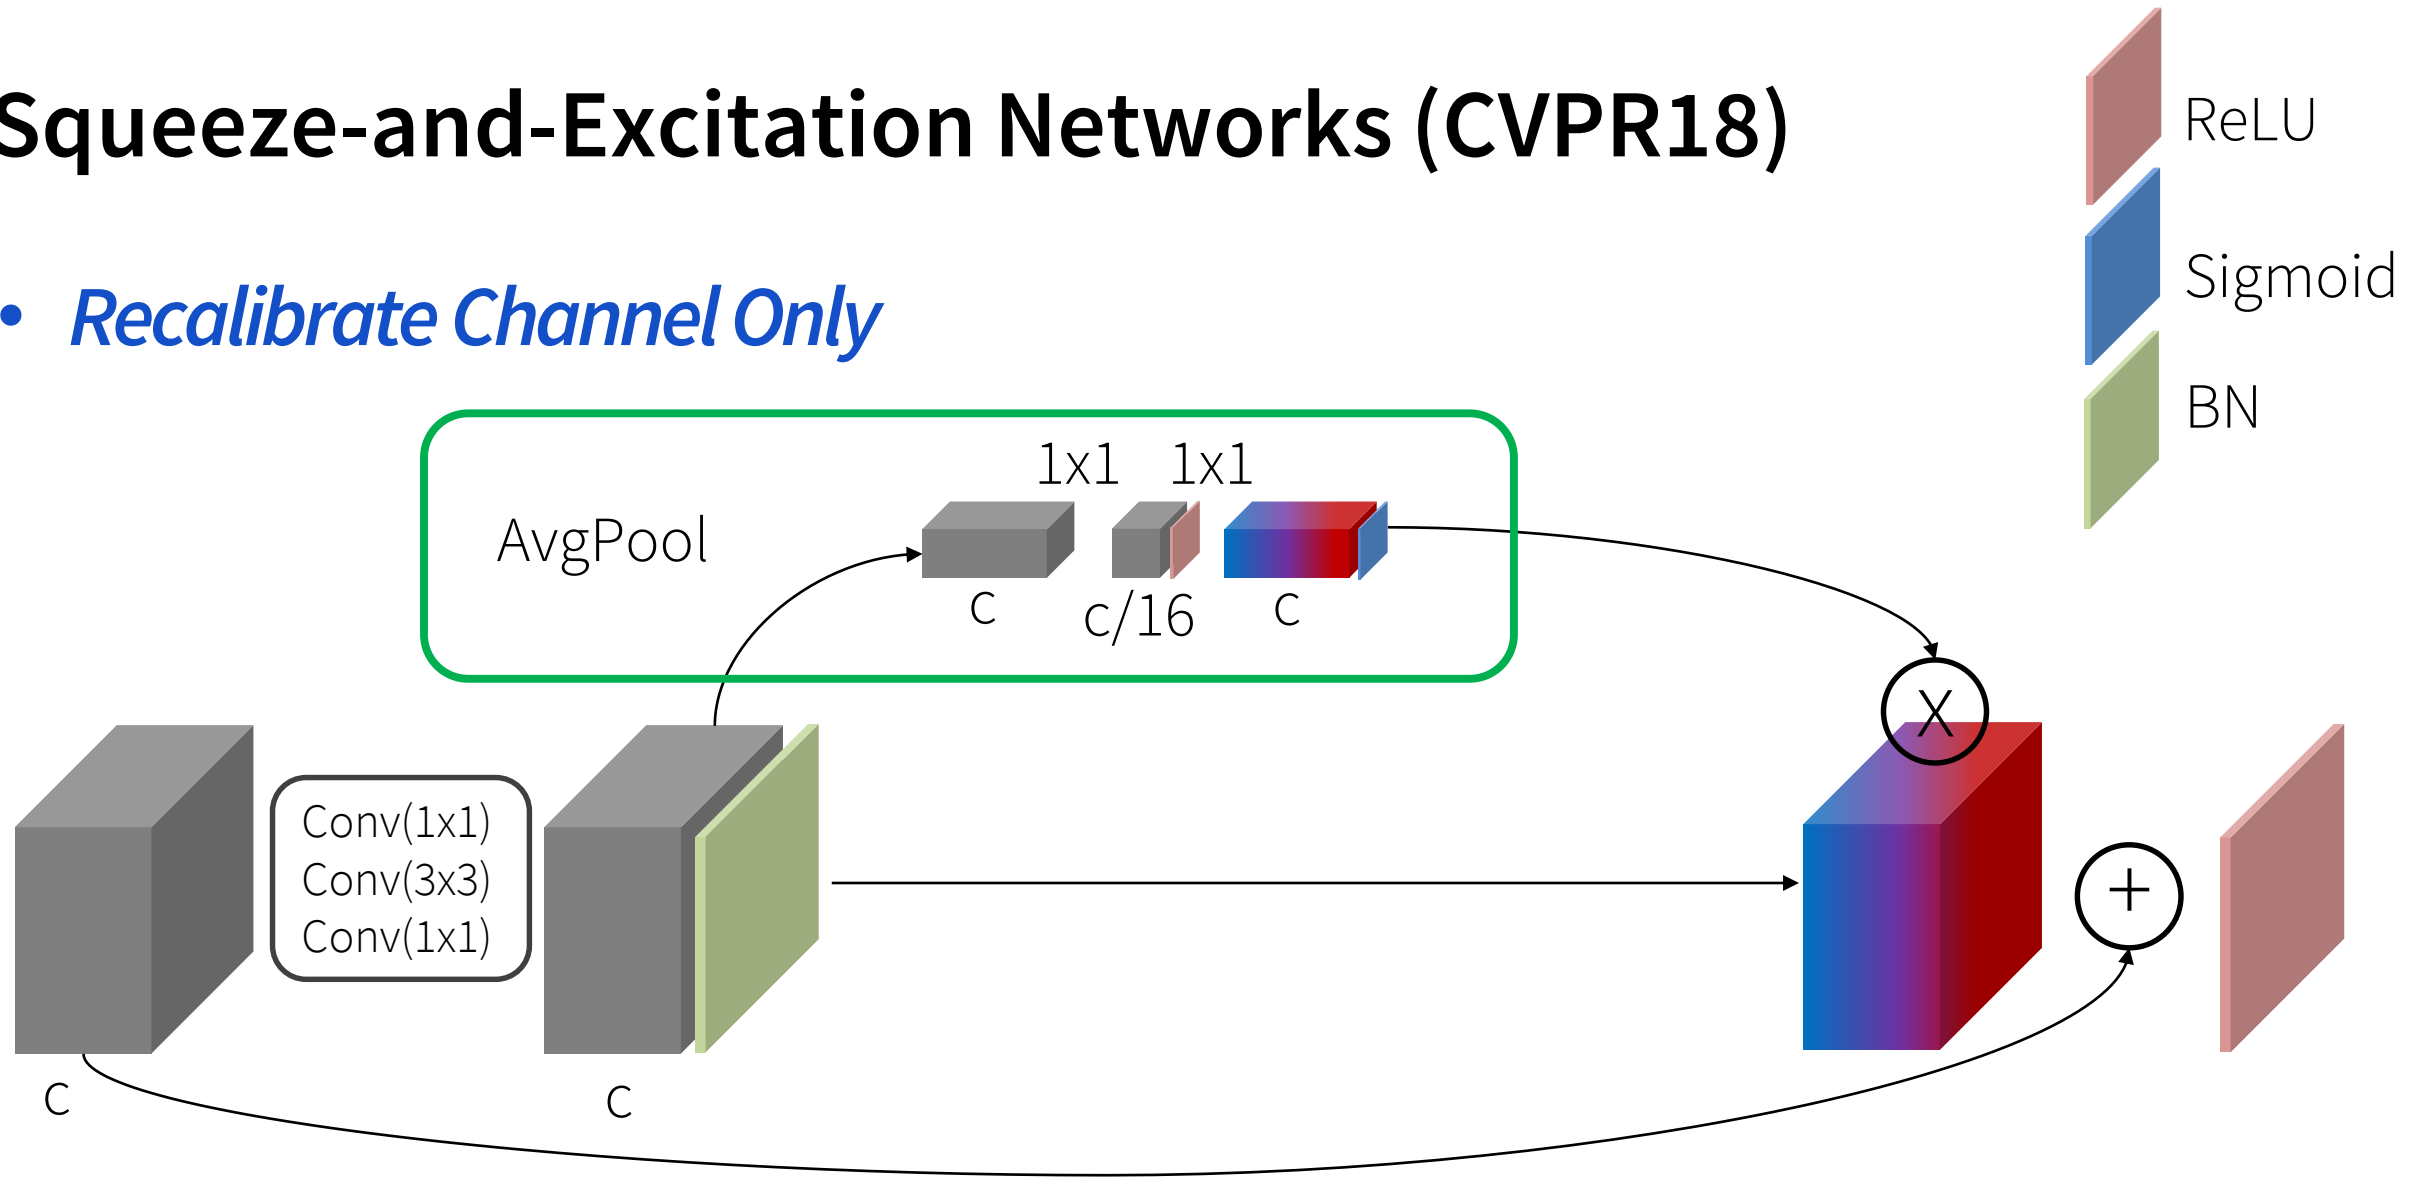 Squeeze-and-Excitation Networks (CVPR18)
• Recalibrate Channel Only
ReLU
Sigmoid
BN
1x1 1x1
AvgPool
c c/16 c
X
Conv(1x1)
Conv(3x3)
Conv(1x1)
+
c c